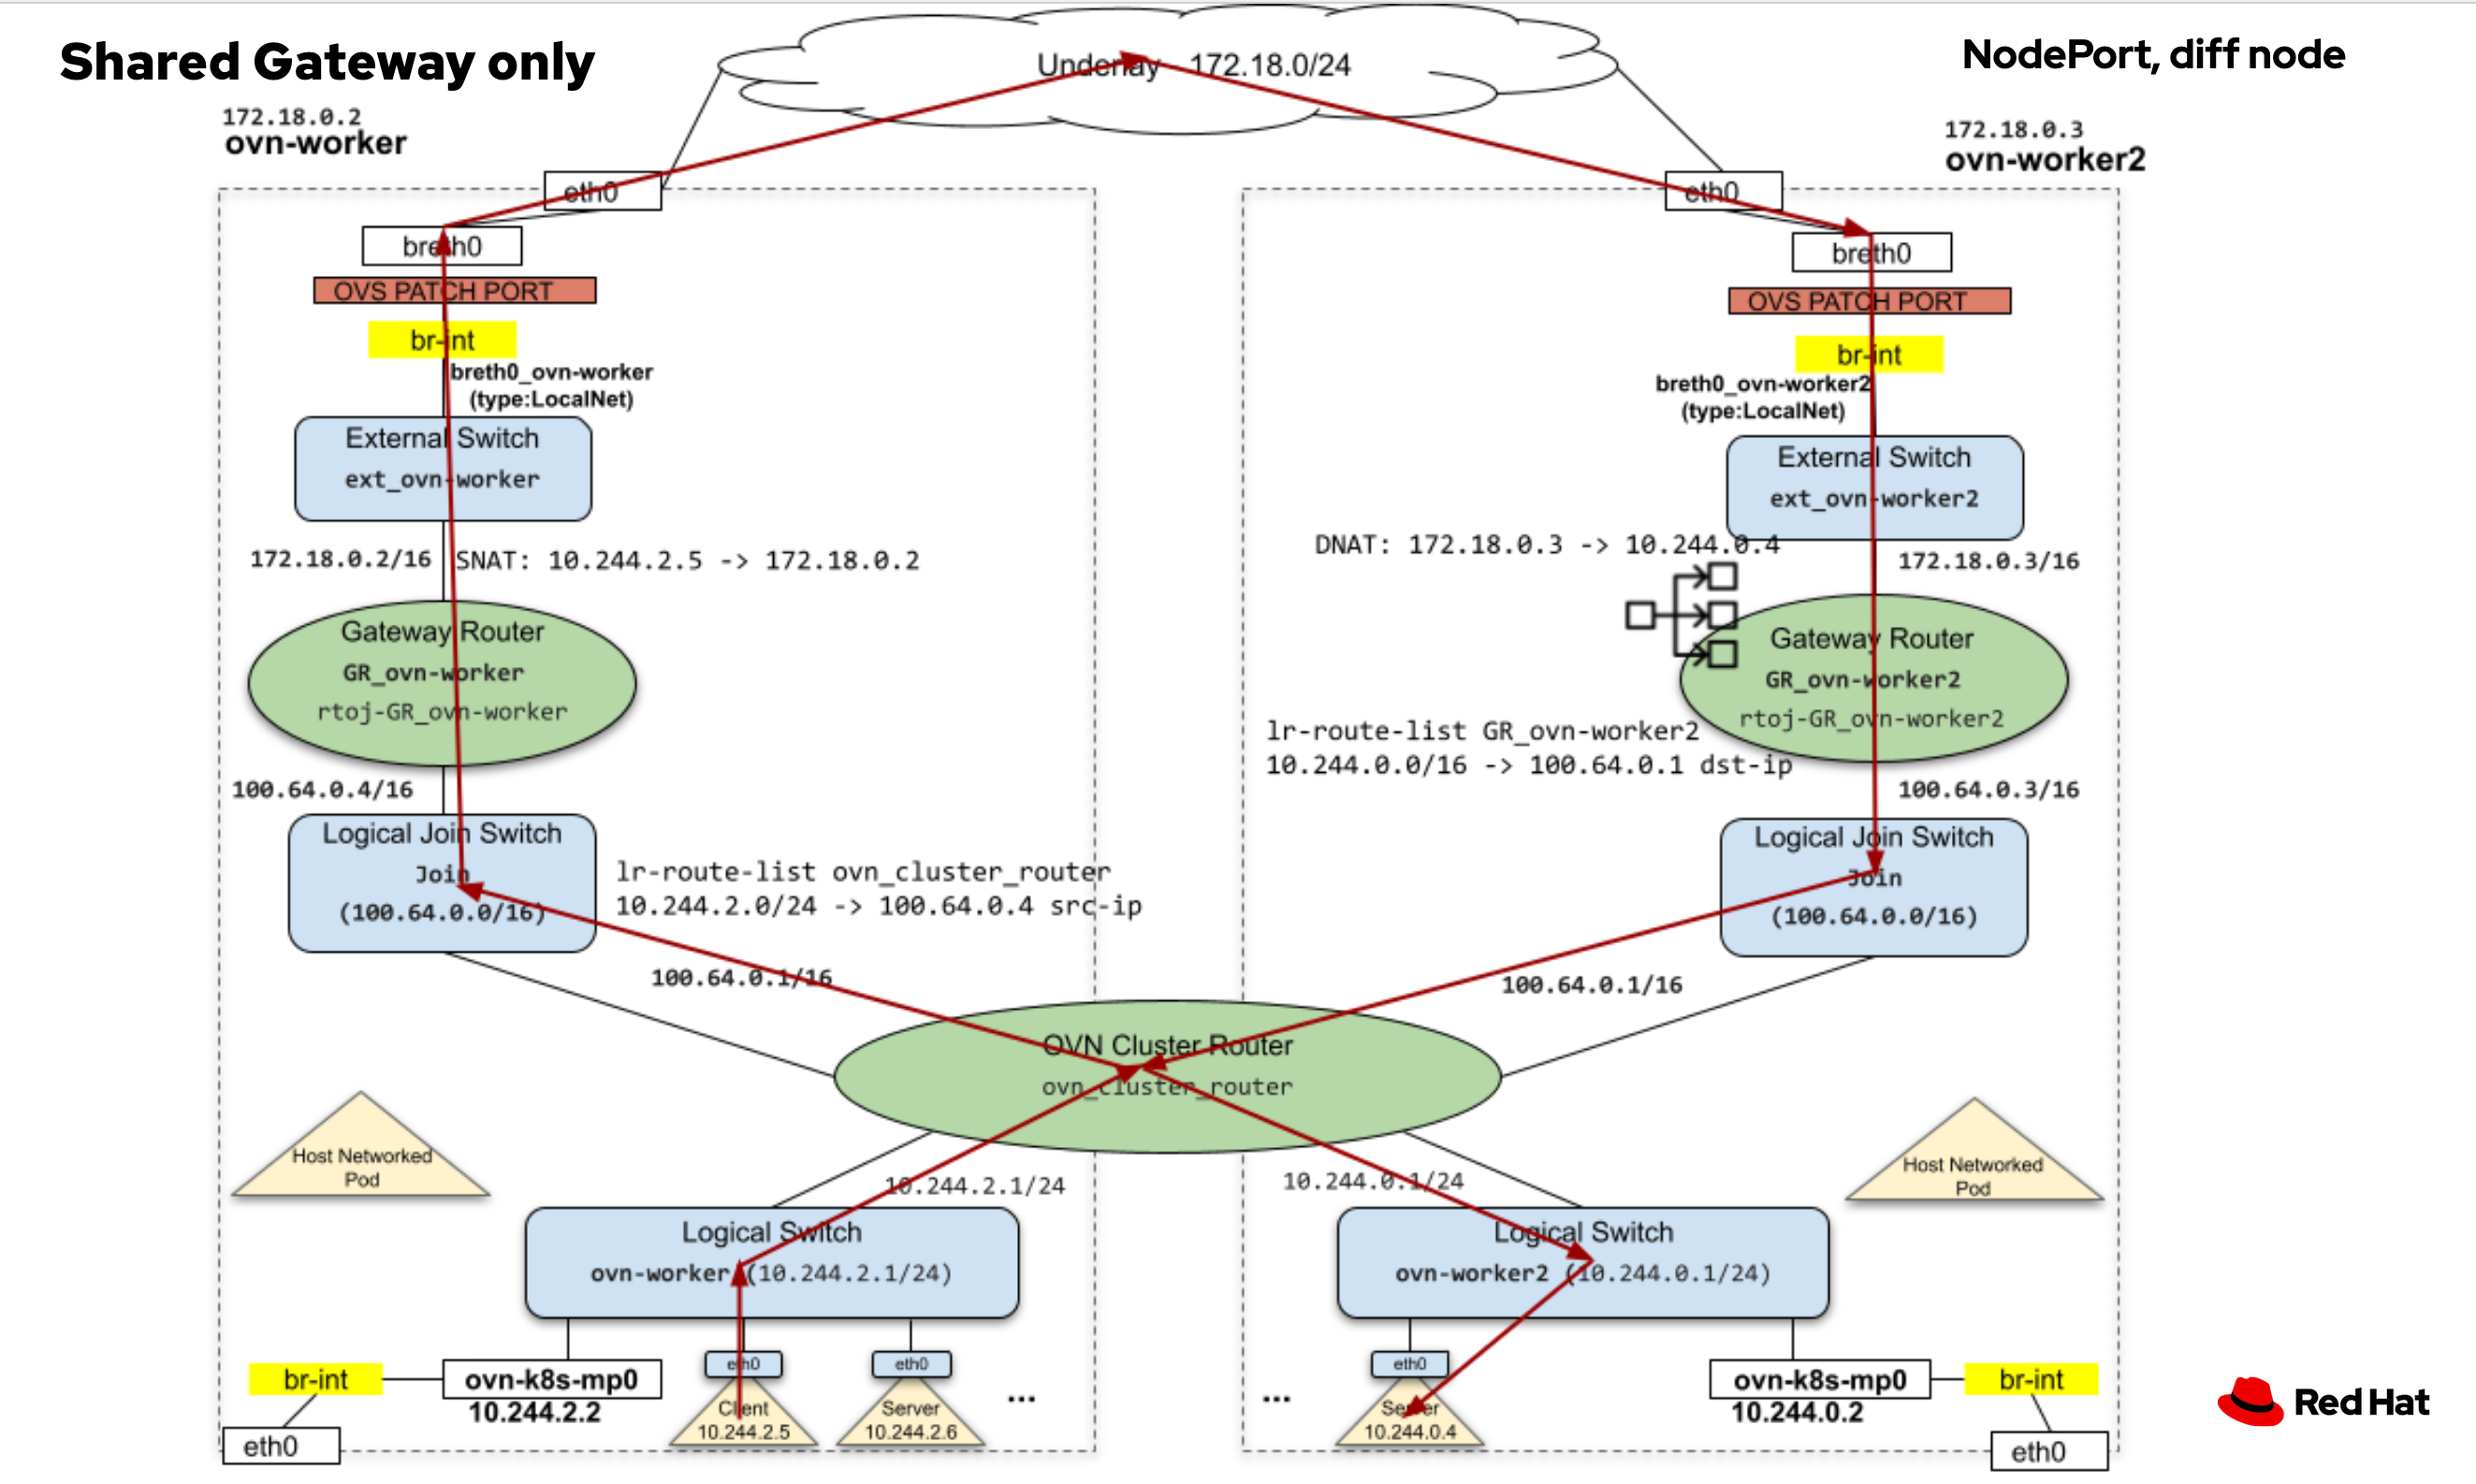 Shared Gateway only
NodePort, diff node
Underlay 172.18.0/24
172.18.0.2
ovn-worker
172.18.0.3
ovn-worker2
eth0
eth0
breth0
breth0
OVS PATCH PORT
OVS PATCH PORT
br-int
br-int
breth0_ovn-worker
(type:LocalNet)
breth0_ovn-worker2
(type:LocalNet)
External Switch
ext_ovn-worker
External Switch
ext_ovn-worker2
172.18.0.2/16
SNAT: 10.244.2.5 -> 172.18.0.2
DNAT: 172.18.0.3 -> 10.244.0.4
172.18.0.3/16
Gateway Router
GR_ovn-worker
rtoj-GR_ovn-worker
Gateway Router
GR_ovn-worker2
rtoj-GR_ovn-worker2
lr-route-list GR_ovn-worker2
10.244.0.0/16 -> 100.64.0.1 dst-ip
100.64.0.4/16
100.64.0.3/16
Logical Join Switch
Join
(100.64.0.0/16)
Logical Join Switch
Join
(100.64.0.0/16)
lr-route-list ovn_cluster_router
10.244.2.0/24 -> 100.64.0.4 src-ip
100.64.0.1/16
100.64.0.1/16
OVN Cluster Router
ovn_cluster_router
Host Networked
Pod
Host Networked
Pod
10.244.2.1/24
10.244.0.1/24
Logical Switch
ovn-worker (10.244.2.1/24)
Logical Switch
ovn-worker2 (10.244.0.1/24)
br-int
ovn-k8s-mp0
10.244.2.2
eth0
eth0
Client
10.244.2.5
eth0
Server
10.244.2.6
...
...
eth0
Server
10.244.0.4
ovn-k8s-mp0
10.244.0.2
br-int
eth0
Red Hat